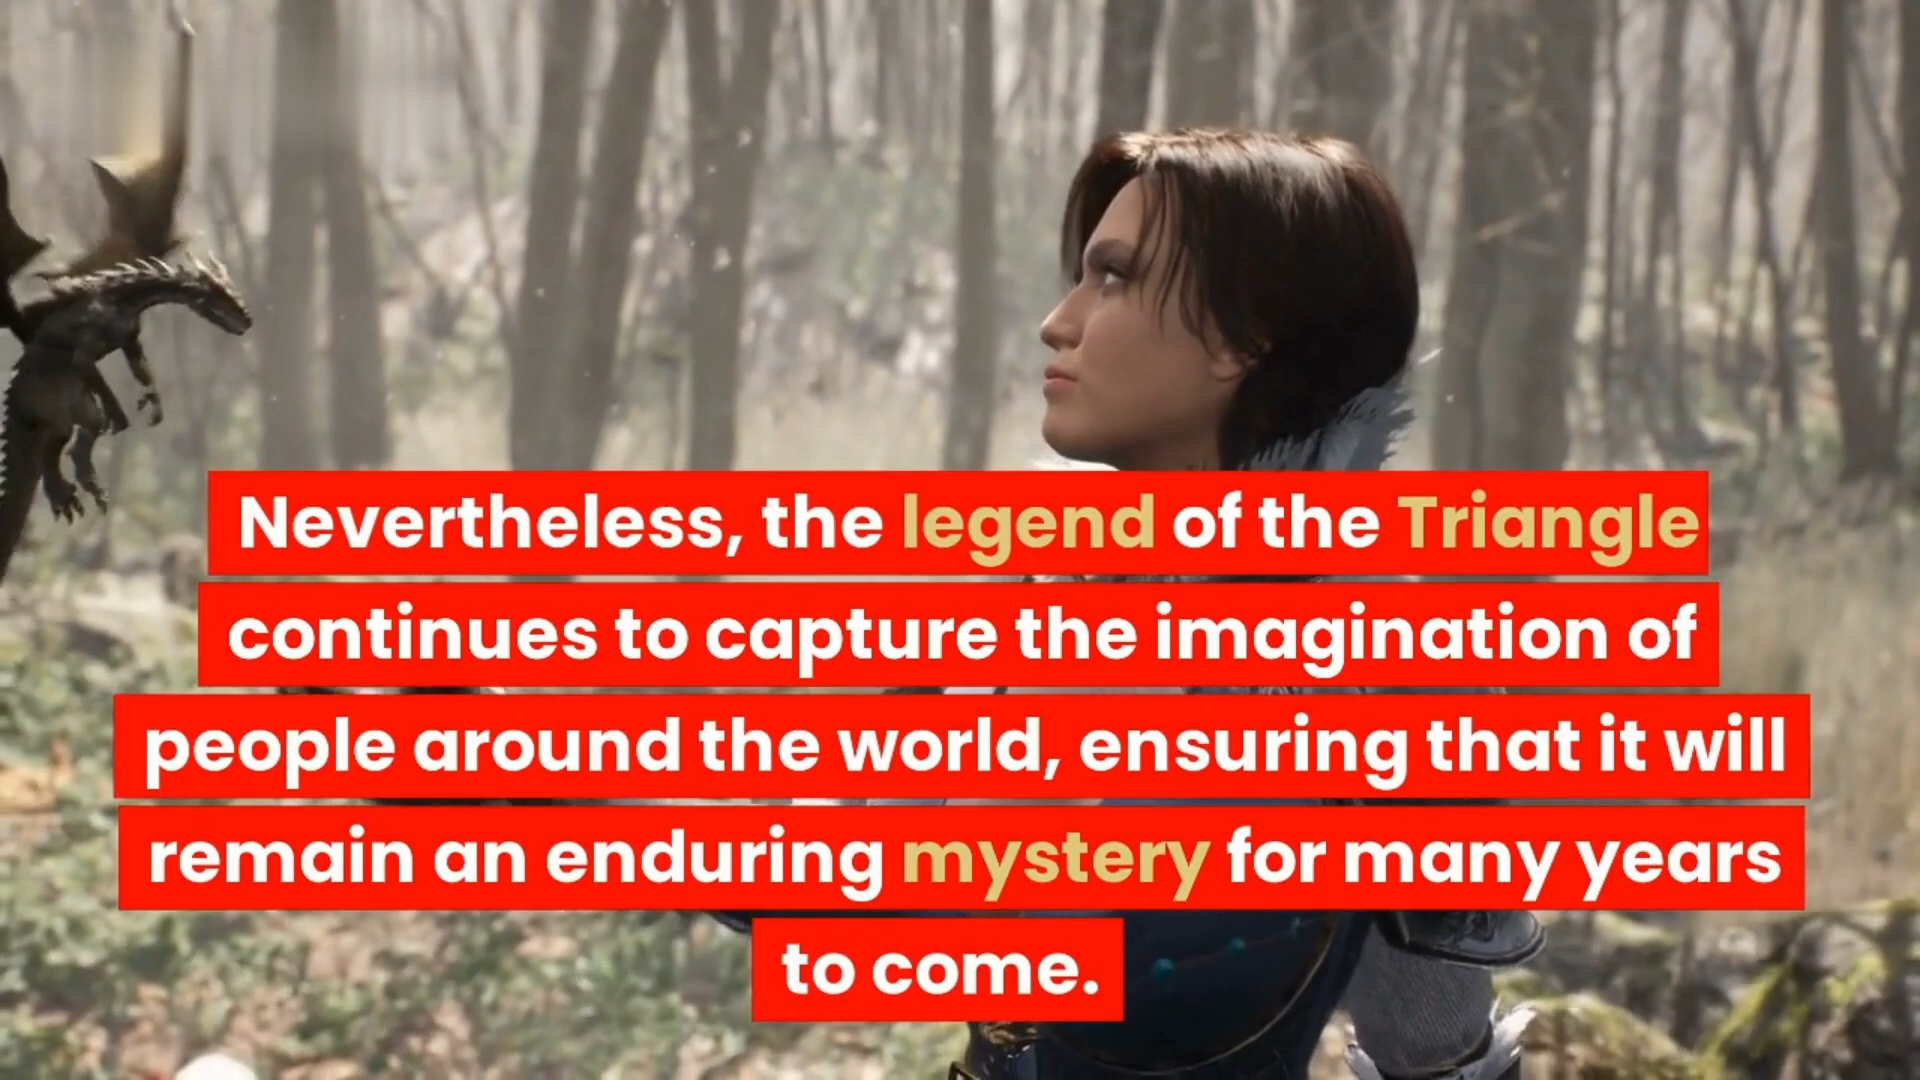 Nevertheless, the legend of the Triangle
continues to capture the imagination of
people around the world, ensuring that it will
remain an enduring mystery for many years
to come.